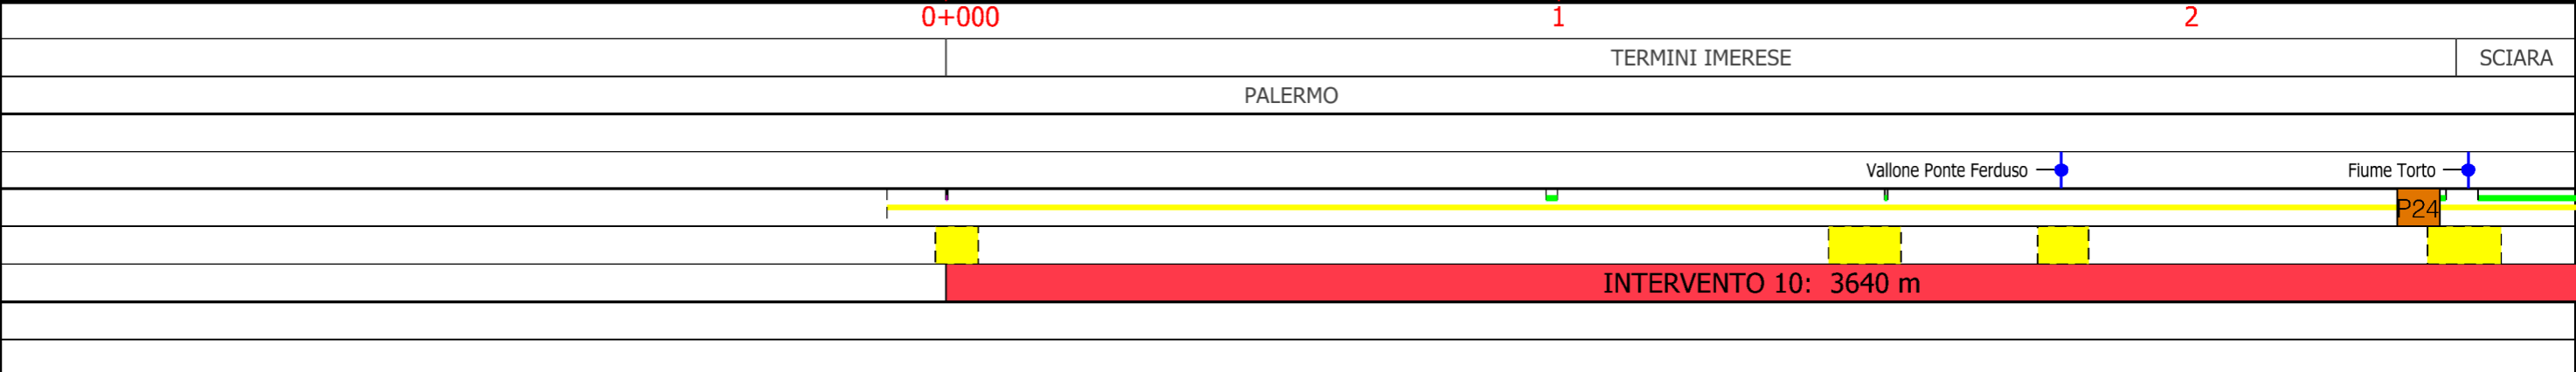 0+000 1 2
TERMINI IMERESE SCIARA
PALERMO
Vallone Ponte Ferduso Fiume Torto
P24
INTERVENTO 10: 3640 m